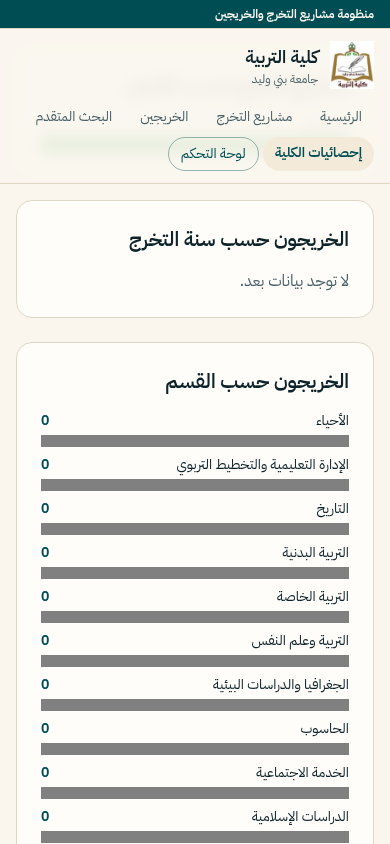 منظومة مشاريع التخرج والخريجين
كلية التربية
جامعة بني وليد
الرئيسية مشاريع التخرج الخريجين البحث المتقدم
إحصائيات الكلية لوحة التحكم
الخريجون حسب سنة التخرج
لا توجد بيانات بعد.
الخريجون حسب القسم
الأحياء 0
الإدارة التعليمية والتخطيط التربوي 0
التاريخ 0
التربية البدنية 0
التربية الخاصة 0
التربية وعلم النفس 0
الجغرافيا والدراسات البيئية 0
الحاسوب 0
الخدمة الاجتماعية 0
الدراسات الإسلامية 0